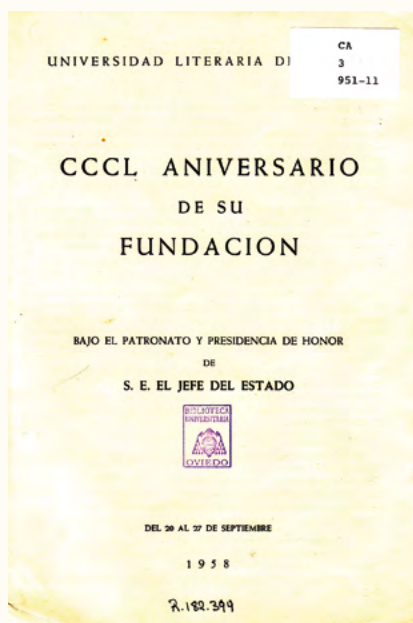 CA
3
951-11
UNIVERSIDAD LITERARIA DE
CCCL ANIVERSARIO
DE SU
FUNDACION
BAJO EL PATRONATO Y PRESIDENCIA DE HONOR
DE
S. E. EL JEFE DEL ESTADO
BIBLIOTECA
UNIVERSITARIA
OVIEDO
DEL 20 AL 27 DE SEPTIEMBRE
1958
R.182.399